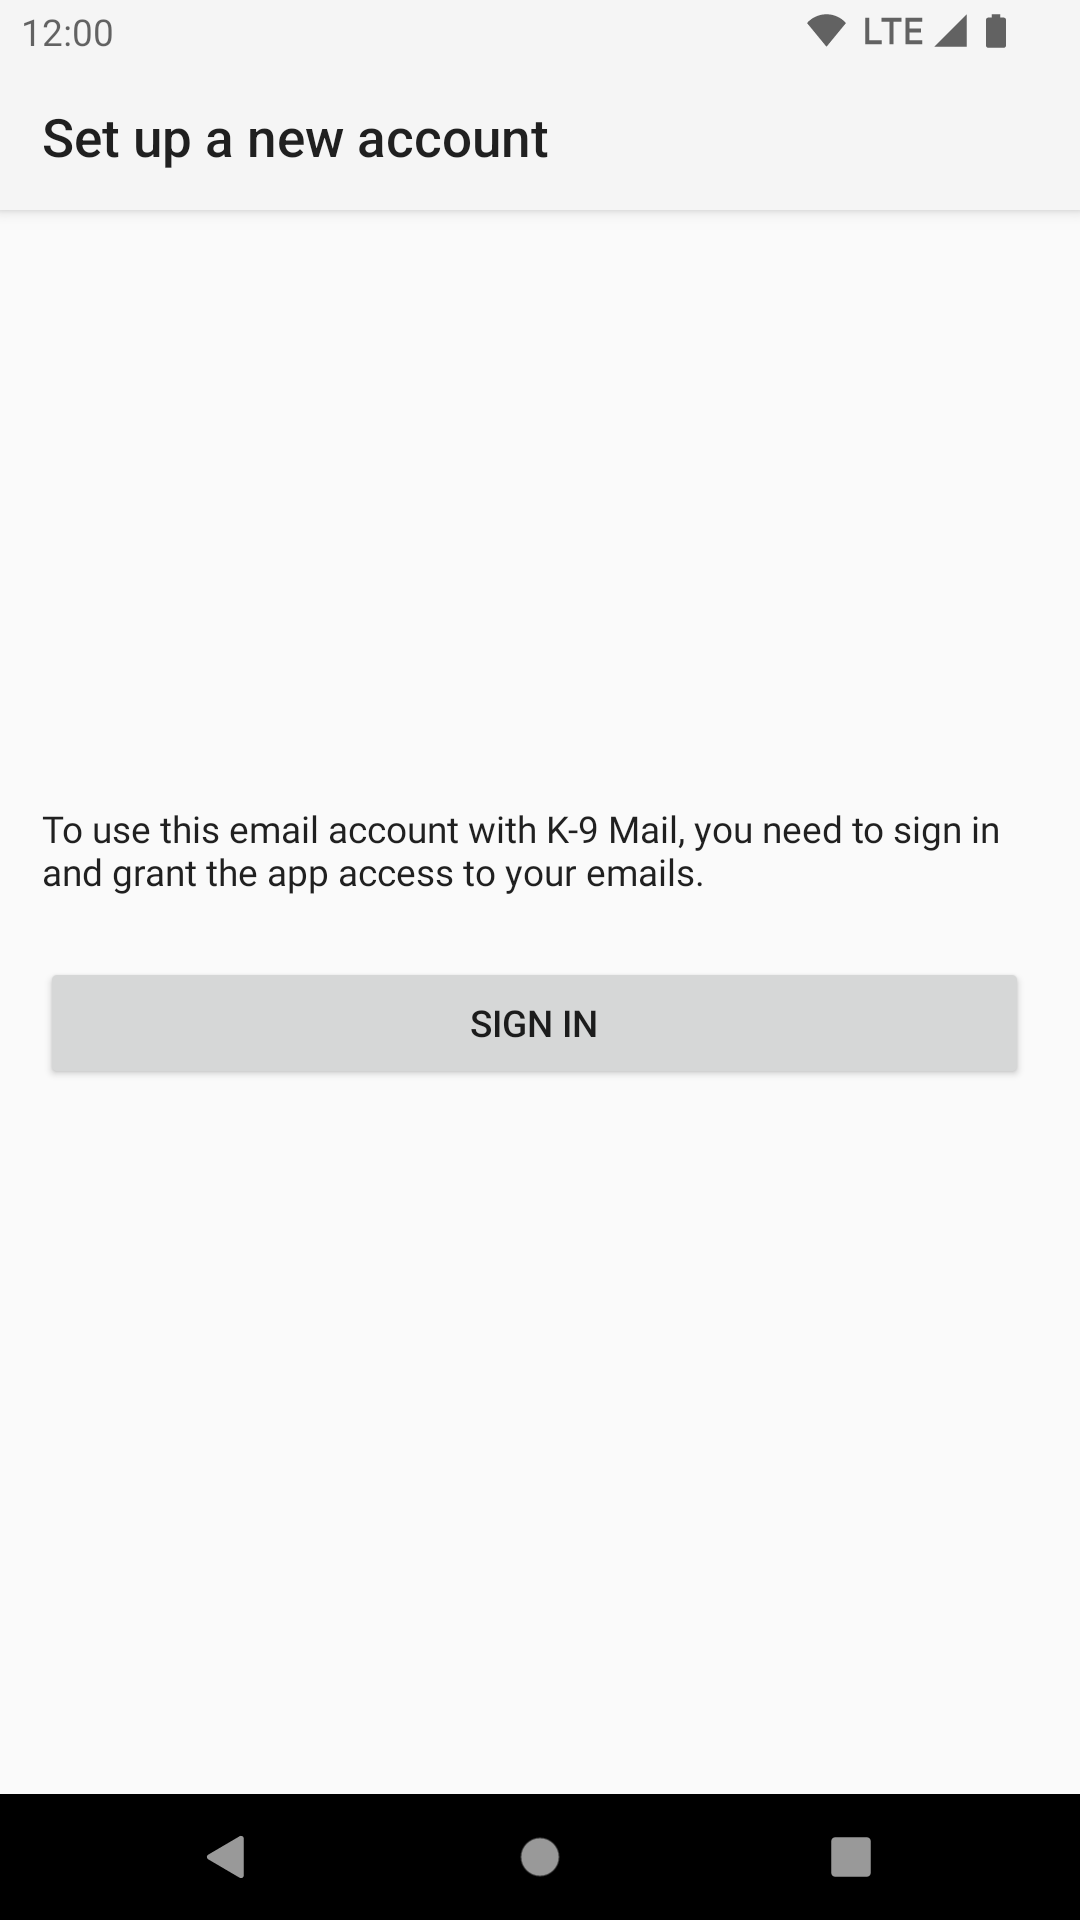 12:00 LTE
Set up a new account
To use this email account with K-9 Mail, you need to sign in
and grant the app access to your emails.
SIGN IN